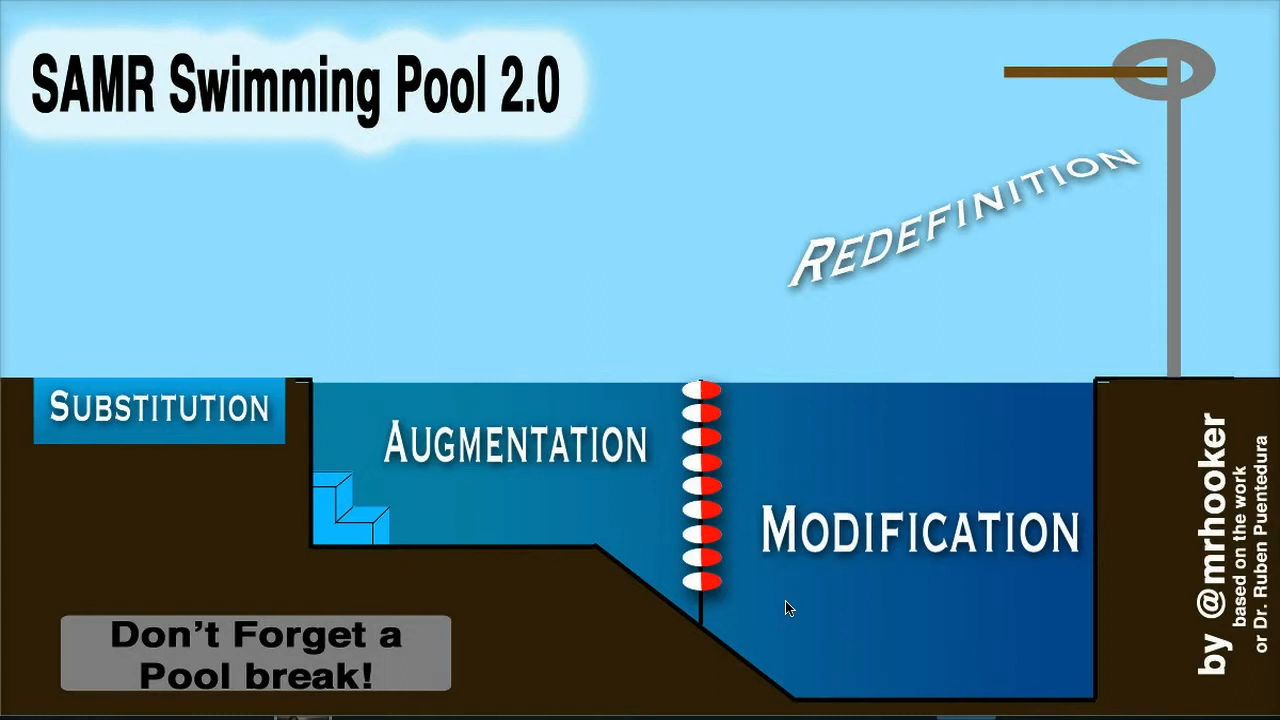 SAMR Swimming Pool 2.0
REDEFINITION
SUBSTITUTION
AUGMENTATION
MODIFICATION
Don't Forget a
Pool break!
by @mrhooker
based on the work
or Dr. Ruben Puentedura